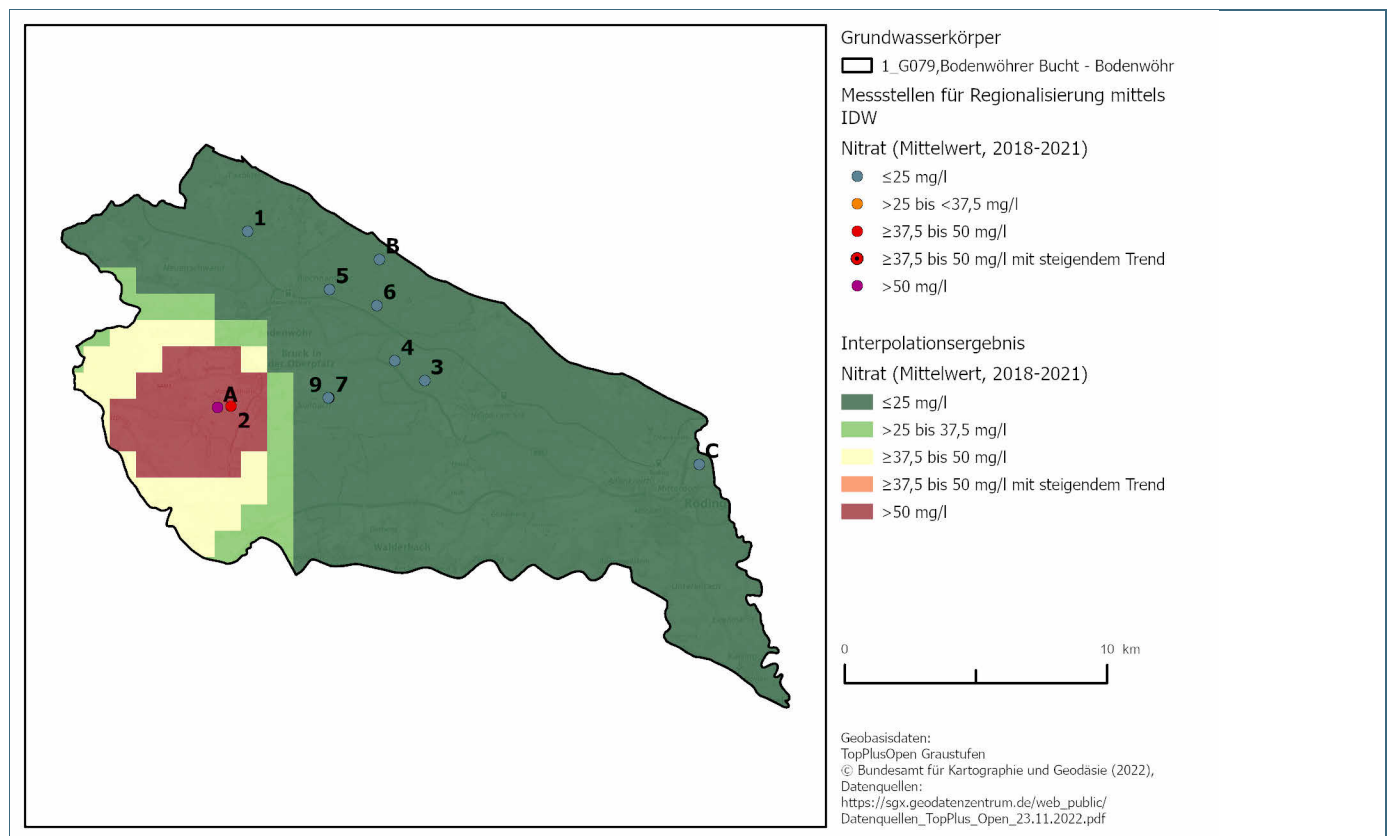 Grundwasserkörper
1_G079,Bodenwöhrer Bucht - Bodenwöhr
Messstellen für Regionalisierung mittels
IDW
Nitrat (Mittelwert, 2018-2021)
≤25 mg/l
>25 bis <37,5 mg/l
≥37,5 bis 50 mg/l
≥37,5 bis 50 mg/l mit steigendem Trend
>50 mg/l
Interpolationsergebnis
Nitrat (Mittelwert, 2018-2021)
≤25 mg/l
>25 bis 37,5 mg/l
≥37,5 bis 50 mg/l
≥37,5 bis 50 mg/l mit steigendem Trend
>50 mg/l
0 10 km
Geobasisdaten:
TopPlusOpen Graustufen
© Bundesamt für Kartographie und Geodäsie (2022),
Datenquellen:
https://sgx.geodatenzentrum.de/web_public/
Datenquellen_TopPlus_Open_23.11.2022.pdf
1
B
5
6
4
3
9 7
A
2
C
Bruck in
Roding
Wahlerbach